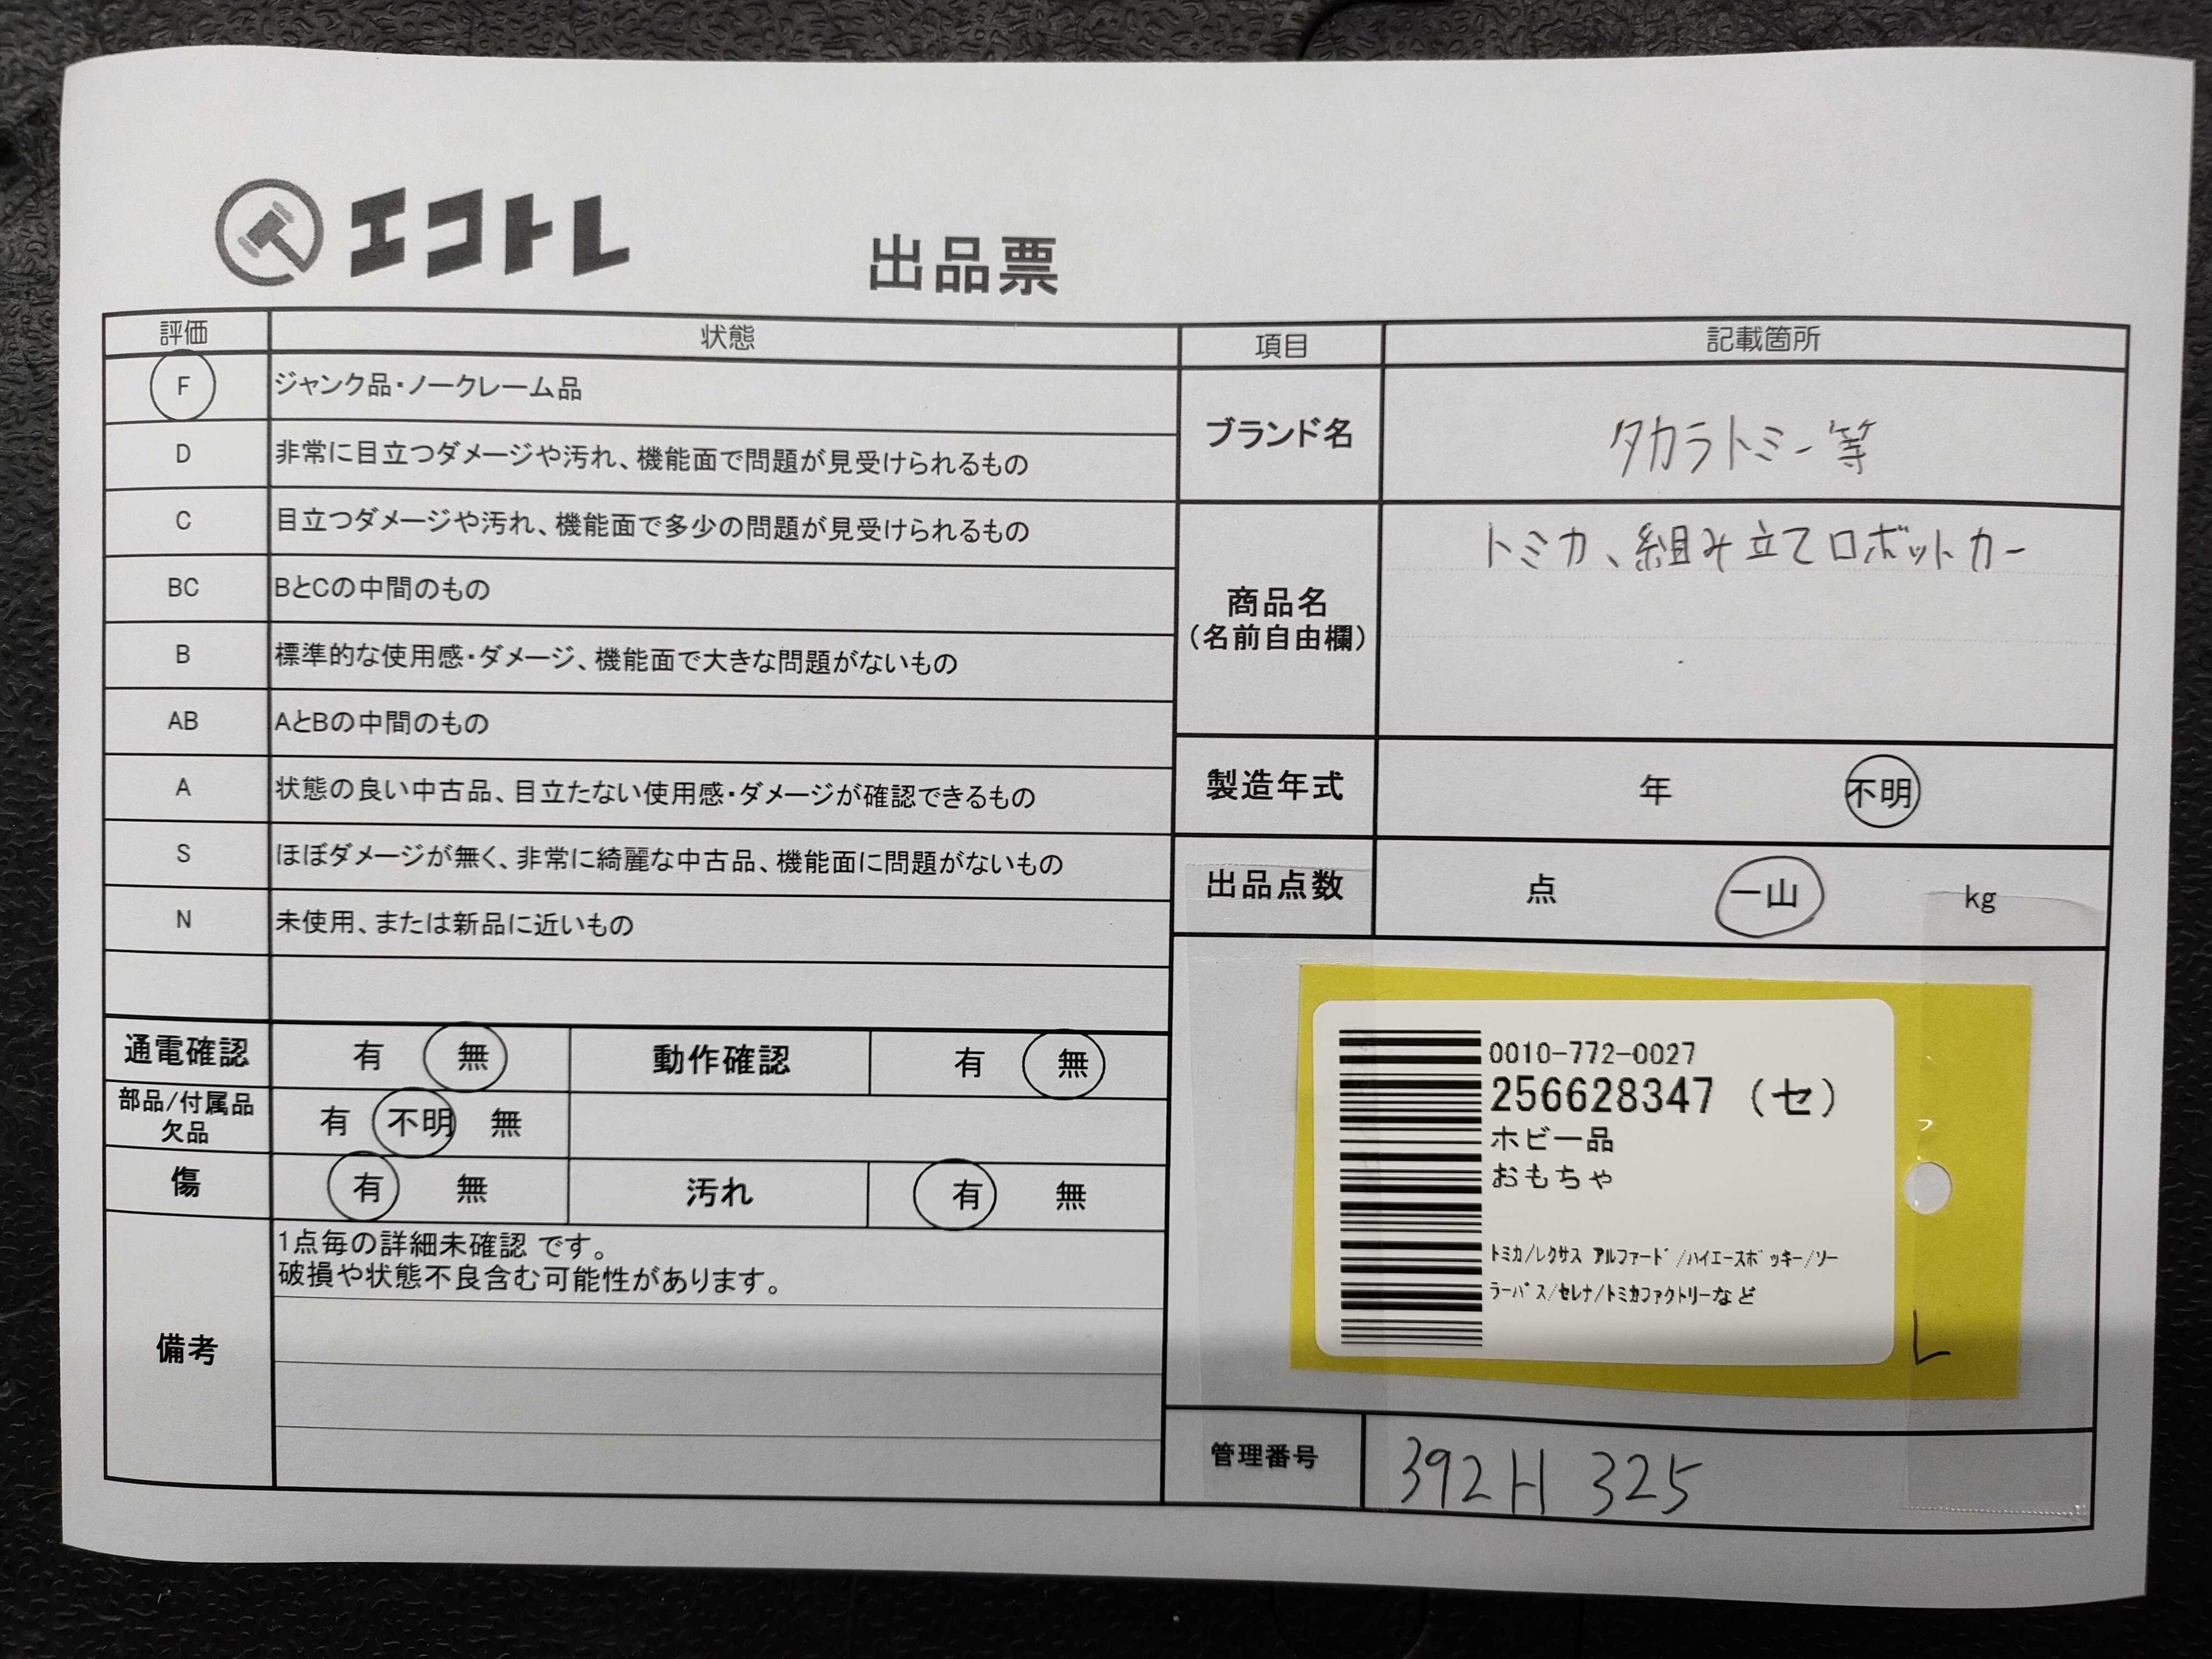 エコトレ
出品票
評価 状態
F ジャンク品・ノークレーム品
D 非常に目立つダメージや汚れ、機能面で問題が見受けられるもの
C 目立つダメージや汚れ、機能面で多少の問題が見受けられるもの
BC BとCの中間のもの
B 標準的な使用感・ダメージ、機能面で大きな問題がないもの
AB AとBの中間のもの
A 状態の良い中古品、目立たない使用感・ダメージが確認できるもの
S ほぼダメージが無く、非常に綺麗な中古品、機能面に問題がないもの
N 未使用、または新品に近いもの
通電確認 有 無 動作確認 有 無
部品/付属品
欠品 有 不明 無
傷 有 無 汚れ 有 無
備考
1点毎の詳細未確認 です。
破損や状態不良含む可能性があります。
項目 記載箇所
ブランド名 タカラトミー等
商品名
(名前自由欄)
トミカ、組み立てロボットカー
製造年式 年 不明
出品点数 点 一山 kg
0010-772-0027
256628347 (セ)
ホビー品
おもちゃ
トミカ/レクサス アルファード/ハイエースボッキー/ソー
ラーバス/セレナ/トミカファクトリーなど
L
管理番号 392H 325